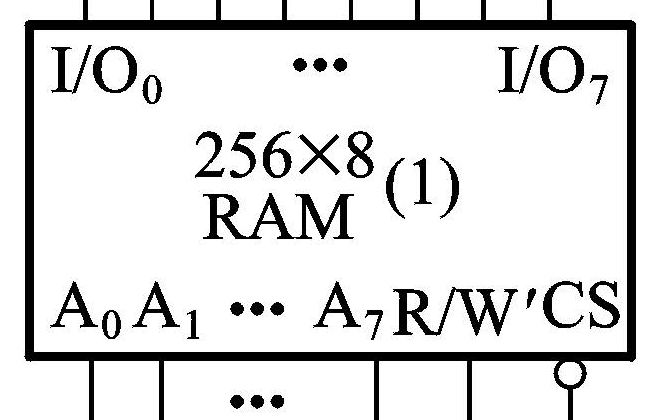 I/O₀ ··· I/O₇
256×8 (1)
RAM
A₀ A₁ ··· A₇ R/W′ CS
···